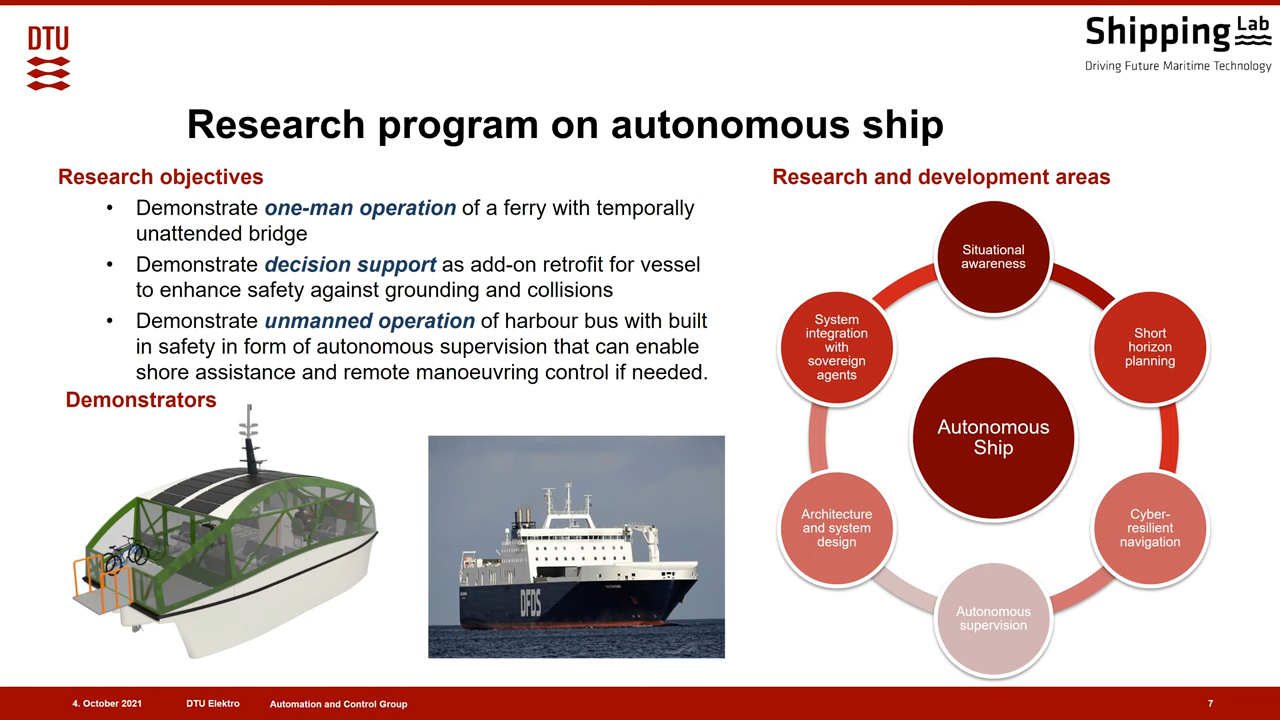 DTU
Shipping Lab
Driving Future Maritime Technology
Research program on autonomous ship
Research objectives
• Demonstrate one-man operation of a ferry with temporally
unattended bridge
• Demonstrate decision support as add-on retrofit for vessel
to enhance safety against grounding and collisions
• Demonstrate unmanned operation of harbour bus with built
in safety in form of autonomous supervision that can enable
shore assistance and remote manoeuvring control if needed.
Demonstrators
DFDS
Research and development areas
Situational
awareness
Short
horizon
planning
Cyber-
resilient
navigation
Autonomous
supervision
Architecture
and system
design
System
integration
with
sovereign
agents
Autonomous
Ship
4. October 2021
DTU Elektro
Automation and Control Group
7